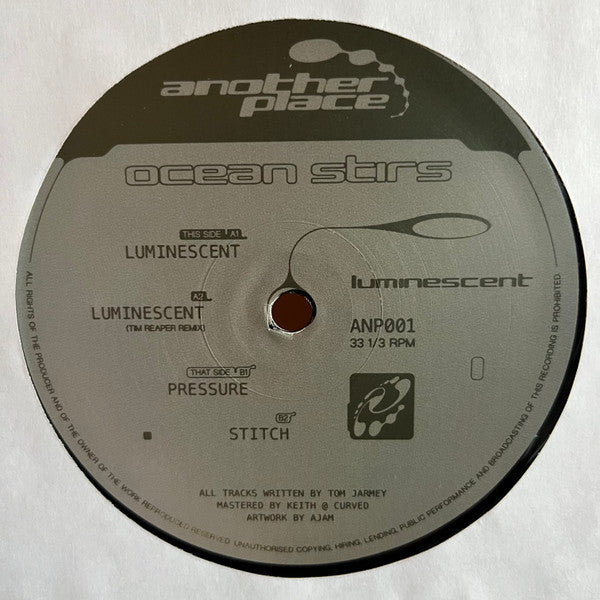 another
place
ocean stirs
THIS SIDE A1
LUMINESCENT
luminescent
A2
LUMINESCENT
(TIM REAPER REMIX)
ANP001
33 1/3 RPM
THAT SIDE B1
PRESSURE
B2
STITCH
ALL TRACKS WRITTEN BY TOM JARMEY
MASTERED BY KEITH @ CURVED
ARTWORK BY AJAM
ALL RIGHTS OF THE PRODUCER AND OF THE OWNER OF THE WORK REPRODUCED RESERVED. UNAUTHORISED COPYING, HIRING, LENDING, PUBLIC PERFORMANCE AND BROADCASTING OF THIS RECORDING IS PROHIBITED.